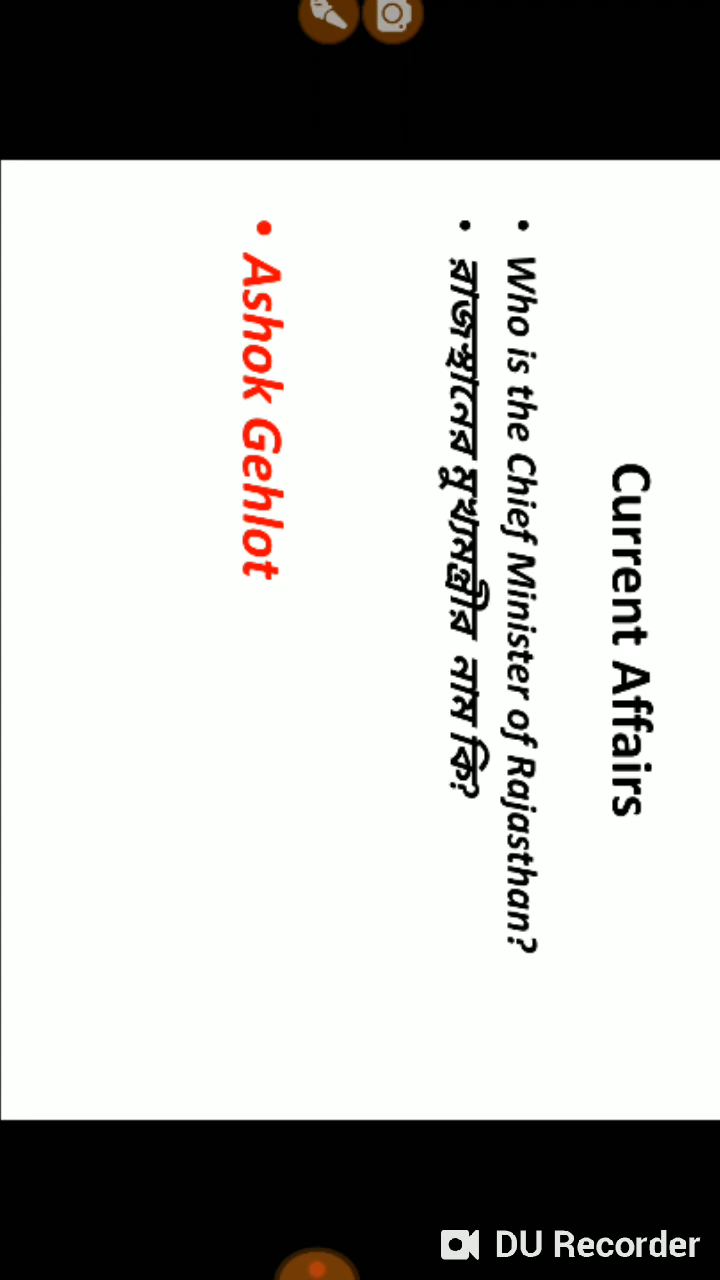 Current Affairs
• Who is the Chief Minister of Rajasthan?
• রাজস্থানের মুখ্যমন্ত্রীর নাম কি?
• Ashok Gehlot
DU Recorder